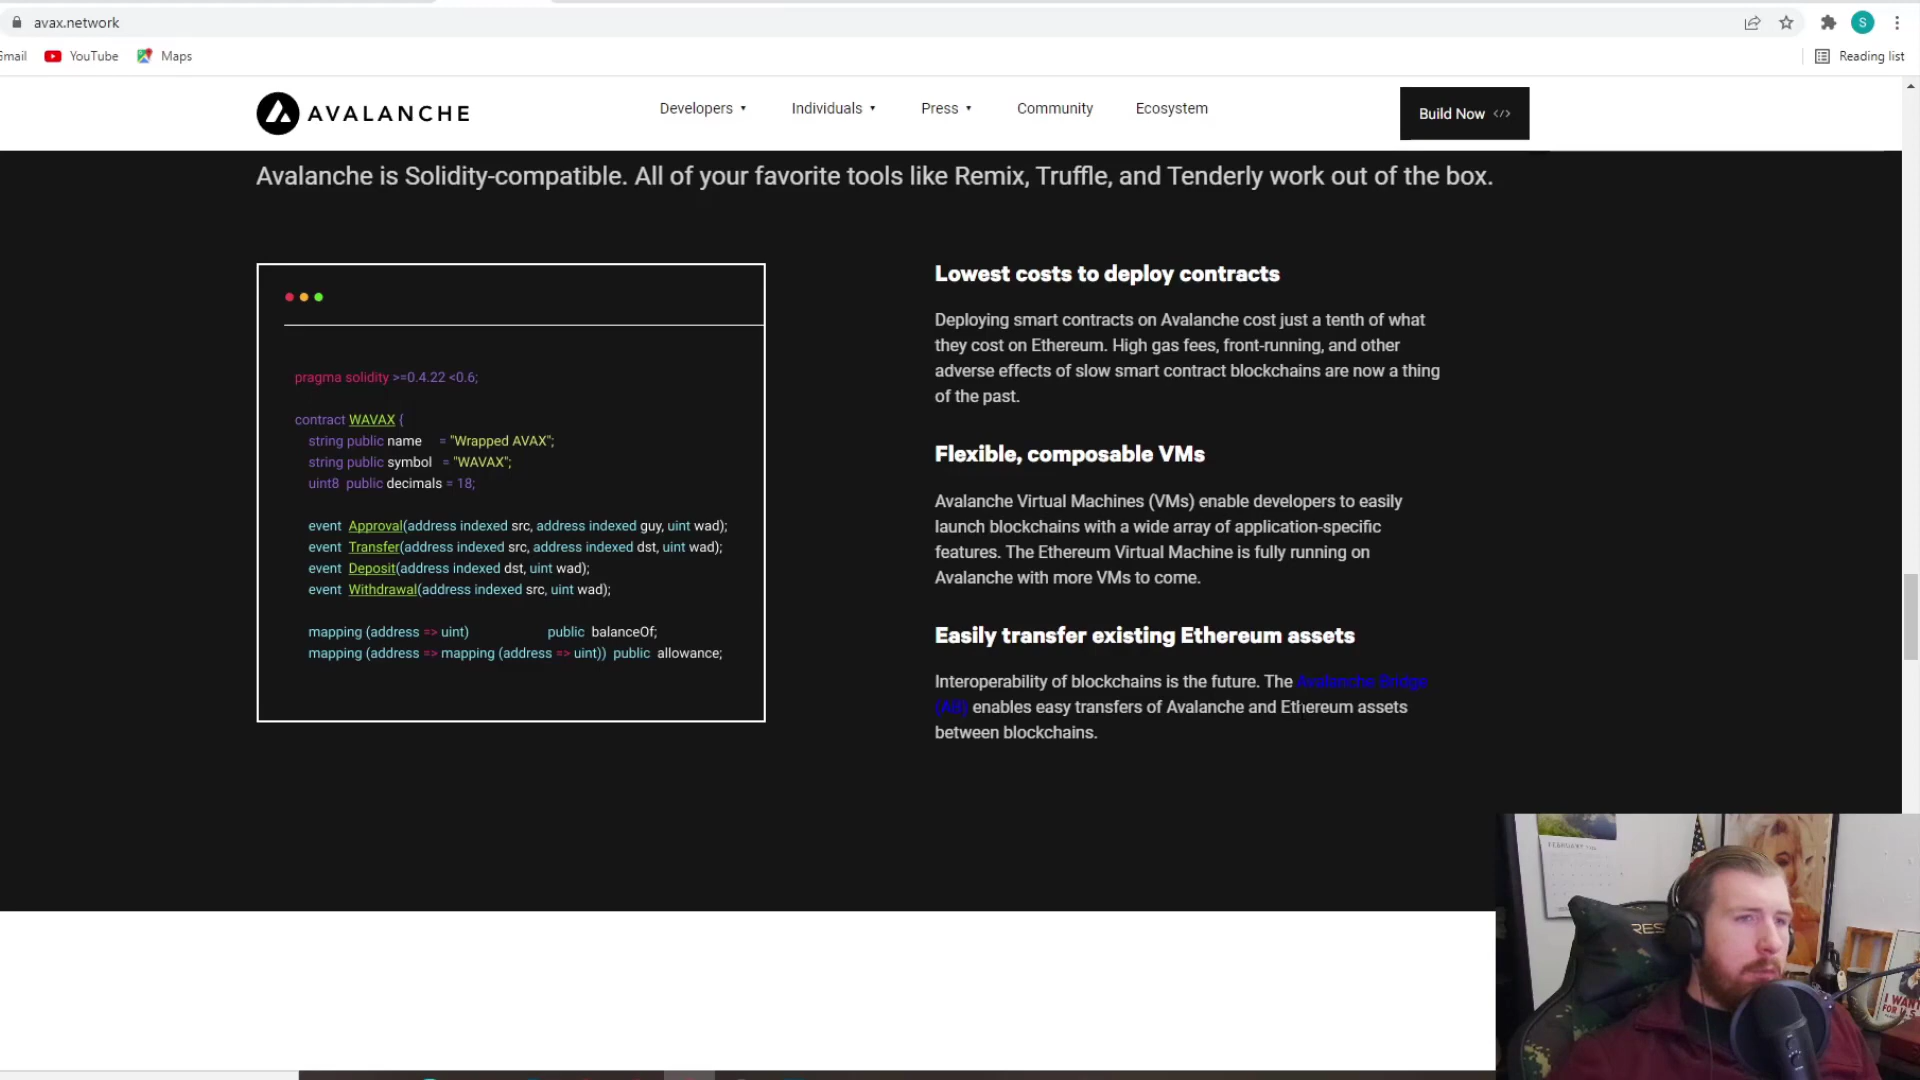 avax.network
YouTube
Maps
Reading list
AVALANCHE
Developers
Individuals
Press
Community
Ecosystem
Build Now </>
Avalanche is Solidity-compatible. All of your favorite tools like Remix, Truffle, and Tenderly work out of the box.
pragma solidity >=0.4.22 <0.6;
contract WAVAX {
string public name = "Wrapped AVAX";
string public symbol = "WAVAX";
uint8 public decimals = 18;
event Approval(address indexed src, address indexed guy, uint wad);
event Transfer(address indexed src, address indexed dst, uint wad);
event Deposit(address indexed dst, uint wad);
event Withdrawal(address indexed src, uint wad);
mapping (address => uint) public balanceOf;
mapping (address => mapping (address => uint)) public allowance;
Lowest costs to deploy contracts
Deploying smart contracts on Avalanche cost just a tenth of what
they cost on Ethereum. High gas fees, front-running, and other
adverse effects of slow smart contract blockchains are now a thing
of the past.
Flexible, composable VMs
Avalanche Virtual Machines (VMs) enable developers to easily
launch blockchains with a wide array of application-specific
features. The Ethereum Virtual Machine is fully running on
Avalanche with more VMs to come.
Easily transfer existing Ethereum assets
Interoperability of blockchains is the future. The Avalanche Bridge
(AB) enables easy transfers of Avalanche and Ethereum assets
between blockchains.
S
FEBRUARY
RES
I WANT
FOR U.S